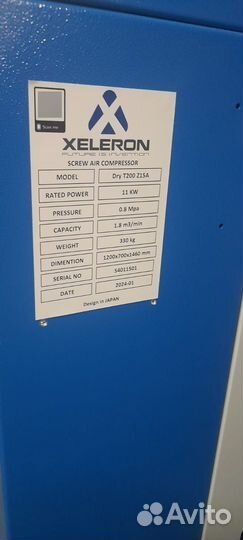 Scan me
XELERON
FUTURE IS INVENTION
SCREW AIR COMPRESSOR
MODEL Dry T200 Z15A
RATED POWER 11 KW
PRESSURE 0.8 Mpa
CAPACITY 1.8 m3/min
WEIGHT 330 kg
DIMENTION 1200x700x1460 mm
SERIAL NO S4011501
DATE 2024-01
Design in JAPAN
Avito